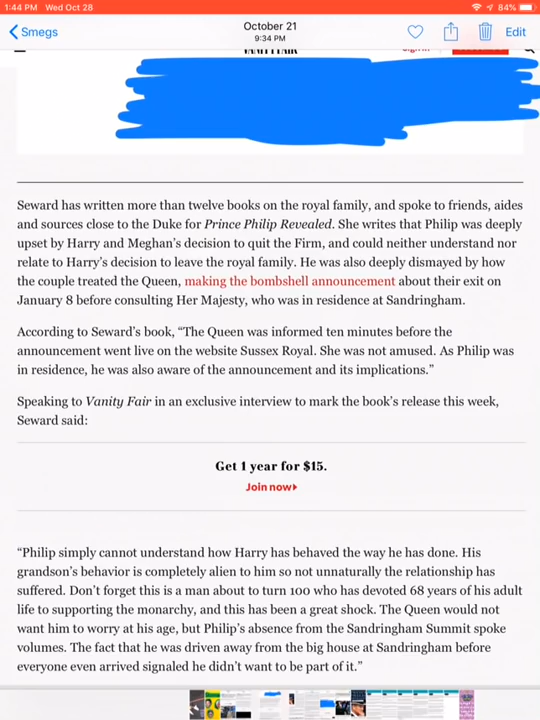 1:44 PM Wed Oct 28
84%
Smegs
October 21
9:34 PM
Edit
VANITY FAIR
Sign In
Seward has written more than twelve books on the royal family, and spoke to friends, aides
and sources close to the Duke for Prince Philip Revealed. She writes that Philip was deeply
upset by Harry and Meghan’s decision to quit the Firm, and could neither understand nor
relate to Harry’s decision to leave the royal family. He was also deeply dismayed by how
the couple treated the Queen, making the bombshell announcement about their exit on
January 8 before consulting Her Majesty, who was in residence at Sandringham.
According to Seward’s book, “The Queen was informed ten minutes before the
announcement went live on the website Sussex Royal. She was not amused. As Philip was
in residence, he was also aware of the announcement and its implications.”
Speaking to Vanity Fair in an exclusive interview to mark the book’s release this week,
Seward said:
Get 1 year for $15.
Join now
“Philip simply cannot understand how Harry has behaved the way he has done. His
grandson’s behavior is completely alien to him so not unnaturally the relationship has
suffered. Don’t forget this is a man about to turn 100 who has devoted 68 years of his adult
life to supporting the monarchy, and this has been a great shock. The Queen would not
want him to worry at his age, but Philip’s absence from the Sandringham Summit spoke
volumes. The fact that he was driven away from the big house at Sandringham before
everyone even arrived signaled he didn’t want to be part of it.”